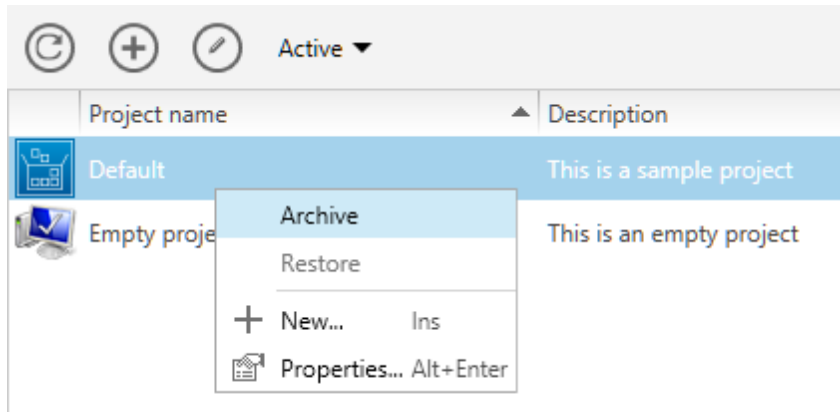 Active
Project name Description
Default This is a sample project
Archive
Empty proje This is an empty project
Restore
New... Ins
Properties... Alt+Enter